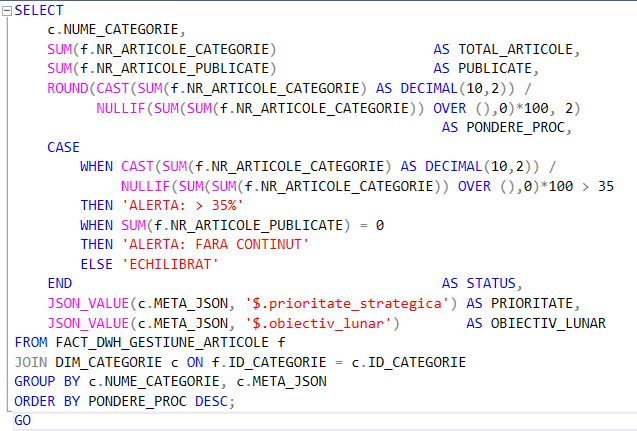 SELECT
    c.NUME_CATEGORIE,
    SUM(f.NR_ARTICOLE_CATEGORIE)                   AS TOTAL_ARTICOLE,
    SUM(f.NR_ARTICOLE_PUBLICATE)                   AS PUBLICATE,
    ROUND(CAST(SUM(f.NR_ARTICOLE_CATEGORIE) AS DECIMAL(10,2)) /
          NULLIF(SUM(SUM(f.NR_ARTICOLE_CATEGORIE)) OVER (),0)*100, 2)
                                                    AS PONDERE_PROC,
    CASE
        WHEN CAST(SUM(f.NR_ARTICOLE_CATEGORIE) AS DECIMAL(10,2)) /
             NULLIF(SUM(SUM(f.NR_ARTICOLE_CATEGORIE)) OVER (),0)*100 > 35
        THEN 'ALERTA: > 35%'
        WHEN SUM(f.NR_ARTICOLE_PUBLICATE) = 0
        THEN 'ALERTA: FARA CONTINUT'
        ELSE 'ECHILIBRAT'
    END                                             AS STATUS,
    JSON_VALUE(c.META_JSON, '$.prioritate_strategica') AS PRIORITATE,
    JSON_VALUE(c.META_JSON, '$.obiectiv_lunar')        AS OBIECTIV_LUNAR
FROM FACT_DWH_GESTIUNE_ARTICOLE f
JOIN DIM_CATEGORIE c ON f.ID_CATEGORIE = c.ID_CATEGORIE
GROUP BY c.NUME_CATEGORIE, c.META_JSON
ORDER BY PONDERE_PROC DESC;
GO